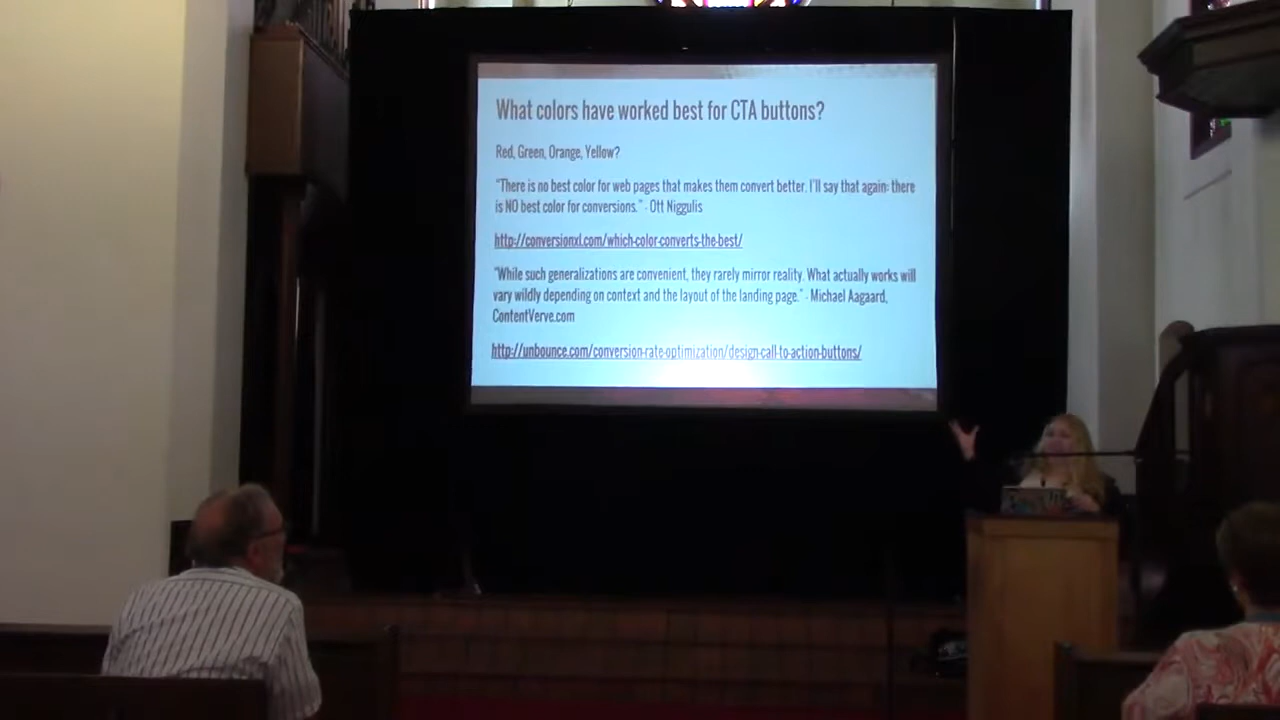 What colors have worked best for CTA buttons?
Red, Green, Orange, Yellow?
"There is no best color for web pages that makes them convert better. I'll say that again: there
is NO best color for conversions." - Ott Niggulis
http://conversionxl.com/which-color-converts-the-best/
"While such generalizations are convenient, they rarely mirror reality. What actually works will
vary wildly depending on context and the layout of the landing page." - Michael Aagaard,
ContentVerve.com
http://unbounce.com/conversion-rate-optimization/design-call-to-action-buttons/